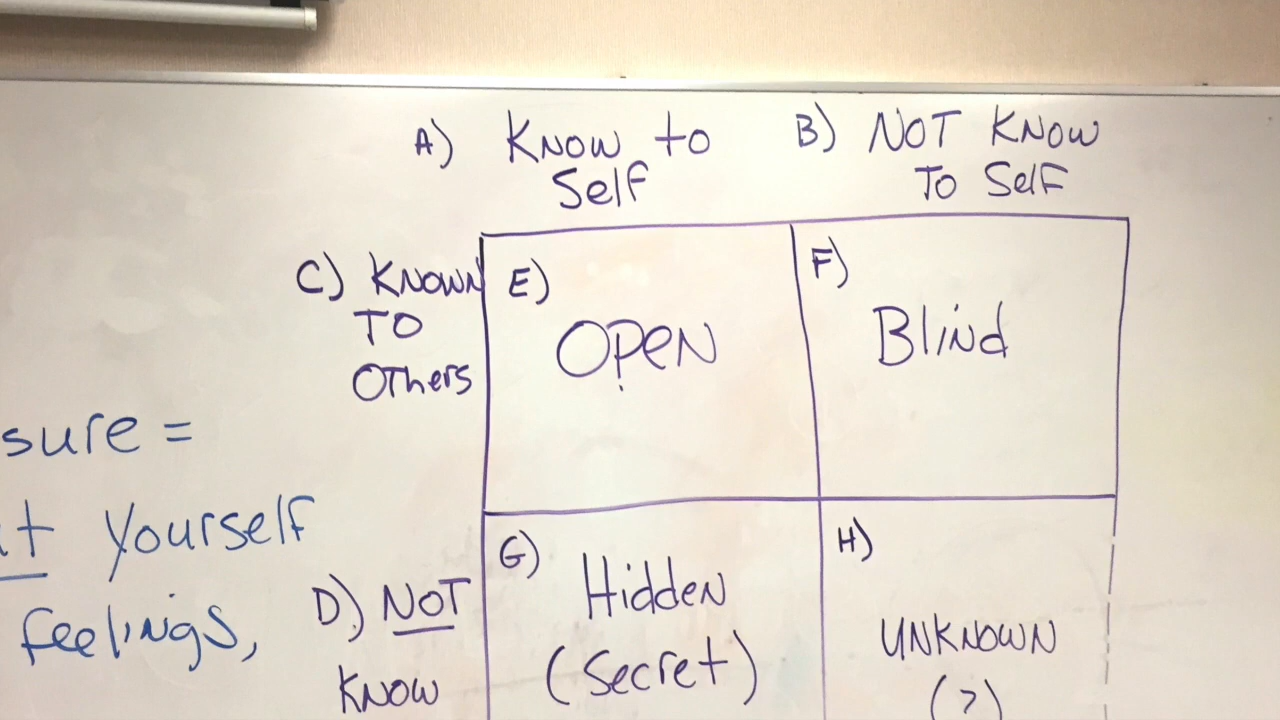 A) KNOW to Self
B) NOT KNOW TO Self
C) KNOWN TO OTHers
E) OPEN
F) Blind
sure =
yourself
feelings,
D) NOT KNOW
G) Hidden (Secret)
H) UNKNOWN (?)